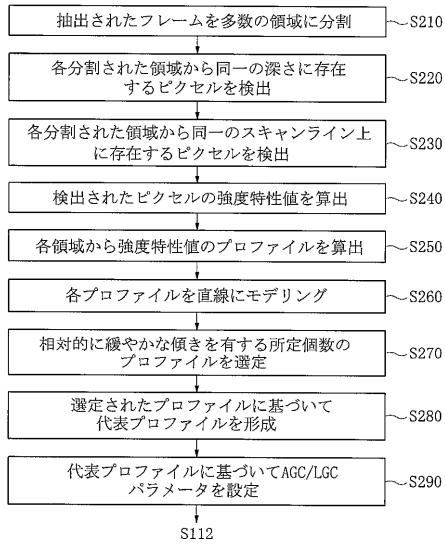 抽出されたフレームを多数の領域に分割
S210
各分割された領域から同一の深さに存在
するピクセルを検出
S220
各分割された領域から同一のスキャンライン上
に存在するピクセルを検出
S230
検出されたピクセルの強度特性値を算出
S240
各領域から強度特性値のプロファイルを算出
S250
各プロファイルを直線にモデリング
S260
相対的に緩やかな傾きを有する所定個数の
プロファイルを選定
S270
選定されたプロファイルに基づいて
代表プロファイルを形成
S280
代表プロファイルに基づいてAGC/LGC
パラメータを設定
S290
S112